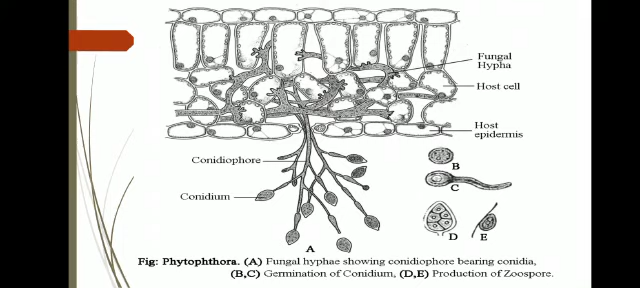 Fungal
Hypha
Host cell
Host
epidermis
Conidiophore
Conidium
B
C
D
E
A
Fig: Phytophthora. (A) Fungal hyphae showing conidiophore bearing conidia,
(B,C) Germination of Conidium, (D,E) Production of Zoospore.